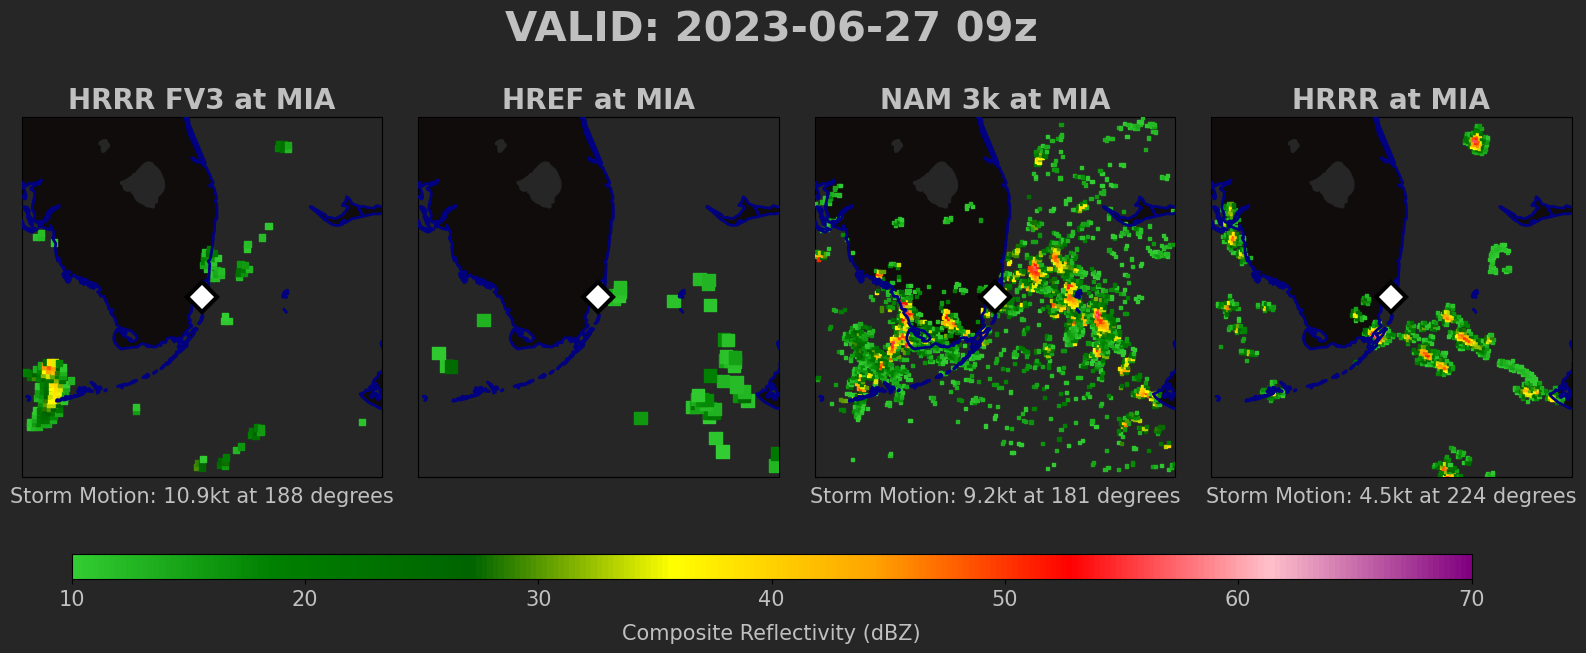 VALID: 2023-06-27 09z
HRRR FV3 at MIA
HREF at MIA
NAM 3k at MIA
HRRR at MIA
Storm Motion: 10.9kt at 188 degrees
Storm Motion: 9.2kt at 181 degrees
Storm Motion: 4.5kt at 224 degrees
10 20 30 40 50 60 70
Composite Reflectivity (dBZ)